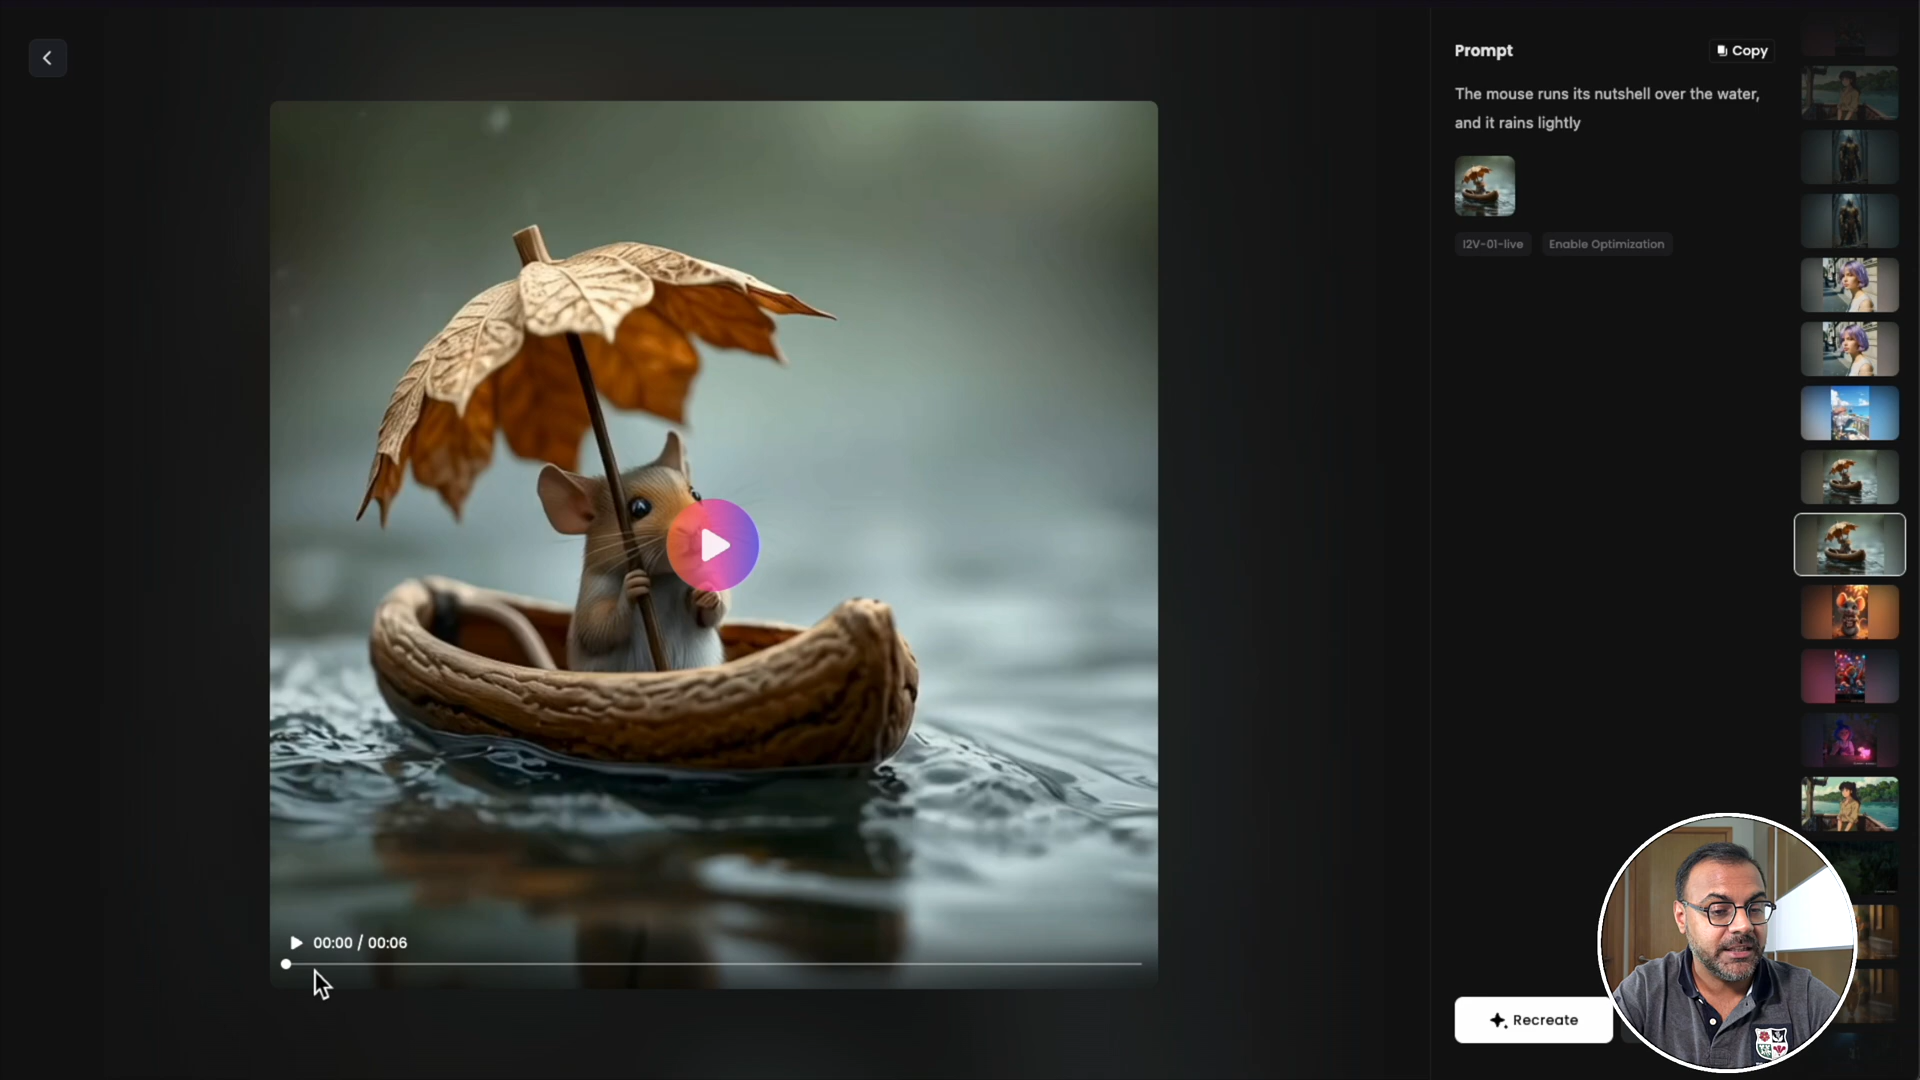 Prompt
Copy
The mouse runs its nutshell over the water,
and it rains lightly
I2V-01-live
Enable Optimization
00:00 / 00:06
Recreate